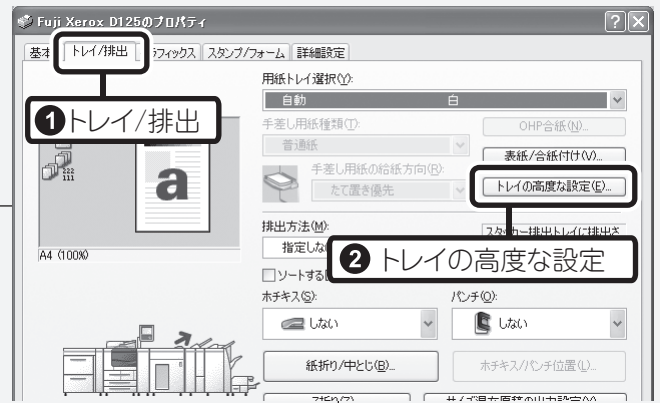 Fuji Xerox D125のプロパティ
基本
トレイ/排出
ラフィックス
スタンプ/フォーム
詳細設定
❶トレイ/排出
用紙トレイ選択(Y):
自動 白
手差し用紙種類(T):
普通紙
OHP合紙(N)...
表紙/合紙付け(V)...
手差し用紙の給紙方向(R):
たて置き優先
トレイの高度な設定(E)...
222
111
a
A4 (100%)
排出方法(M):
指定しな
スタッカー排出トレイに排出さ
❷ トレイの高度な設定
ソートする
ホチキス(S):
しない
パンチ(O):
しない
紙折り/中とじ(B)...
ホチキス/パンチ位置(L)...